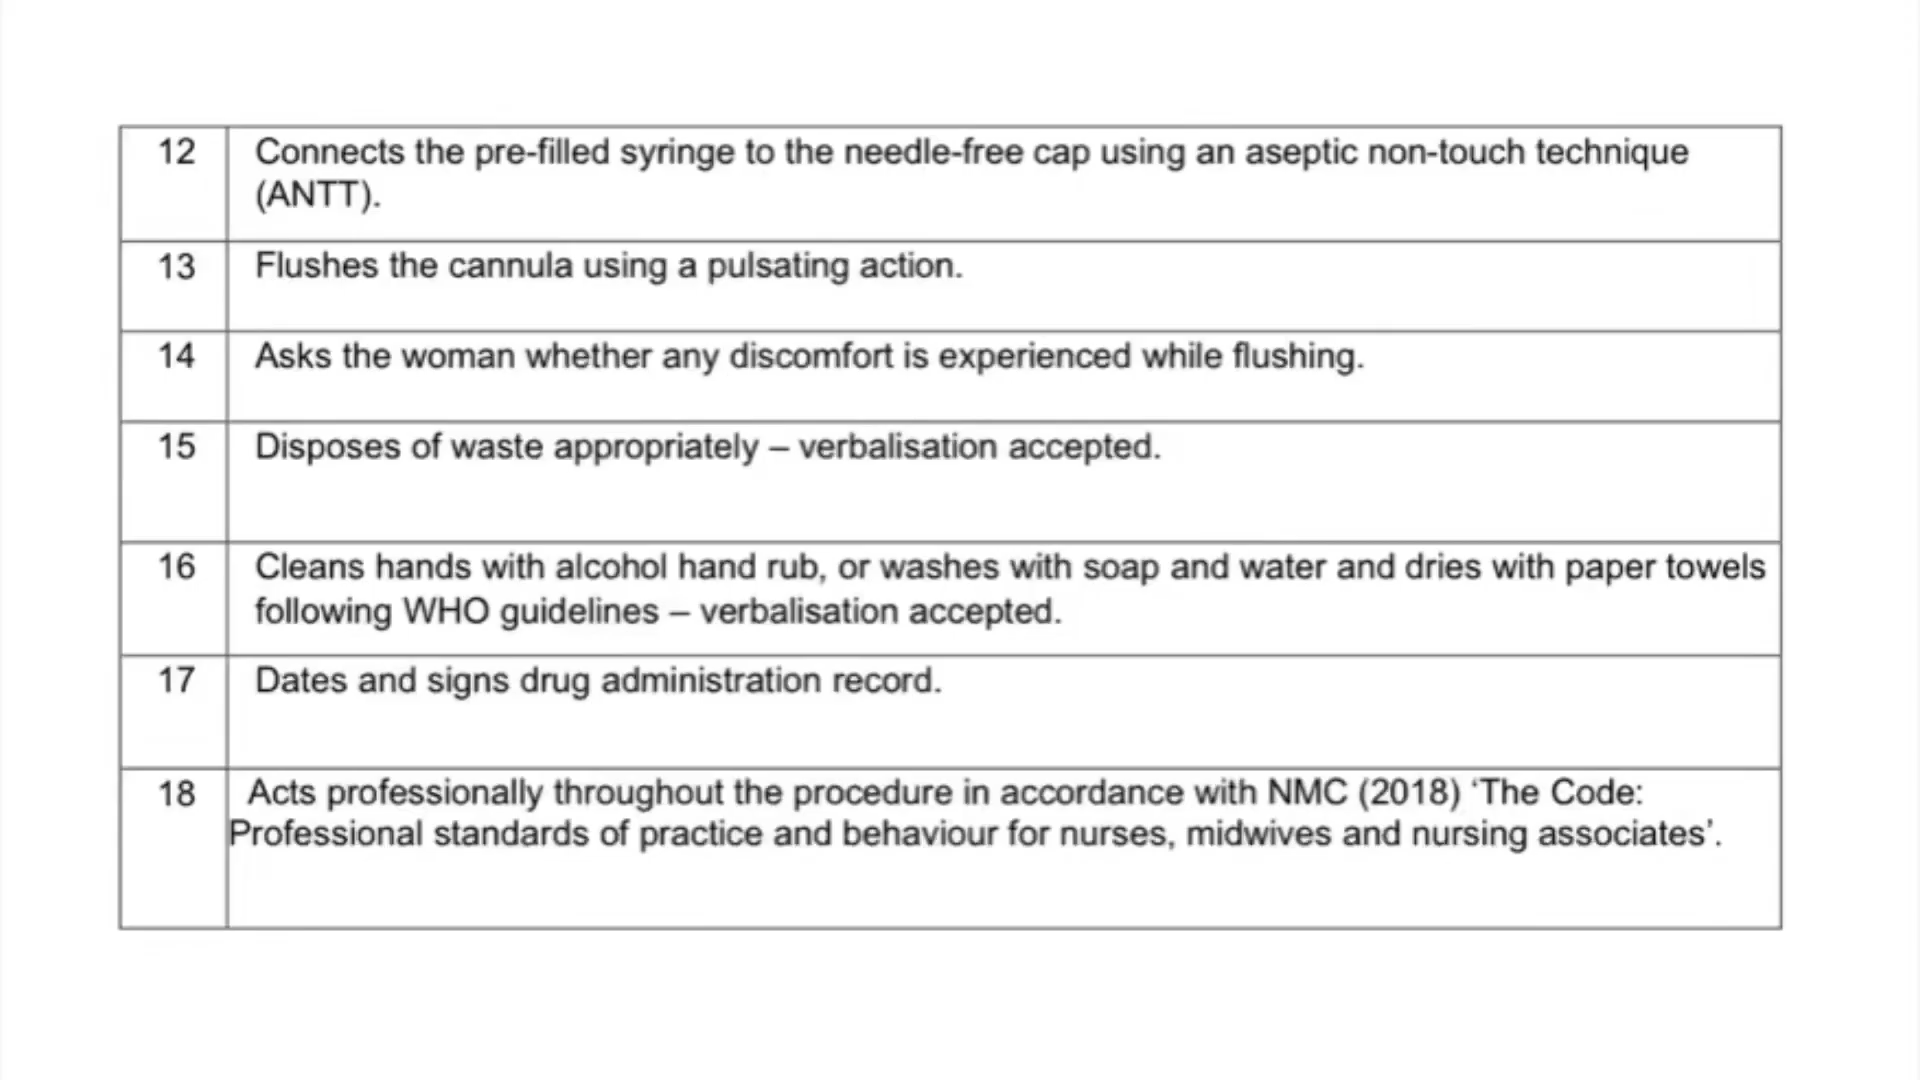 12 Connects the pre-filled syringe to the needle-free cap using an aseptic non-touch technique
(ANTT).
13 Flushes the cannula using a pulsating action.
14 Asks the woman whether any discomfort is experienced while flushing.
15 Disposes of waste appropriately – verbalisation accepted.
16 Cleans hands with alcohol hand rub, or washes with soap and water and dries with paper towels
following WHO guidelines – verbalisation accepted.
17 Dates and signs drug administration record.
18 Acts professionally throughout the procedure in accordance with NMC (2018) ‘The Code:
Professional standards of practice and behaviour for nurses, midwives and nursing associates’.